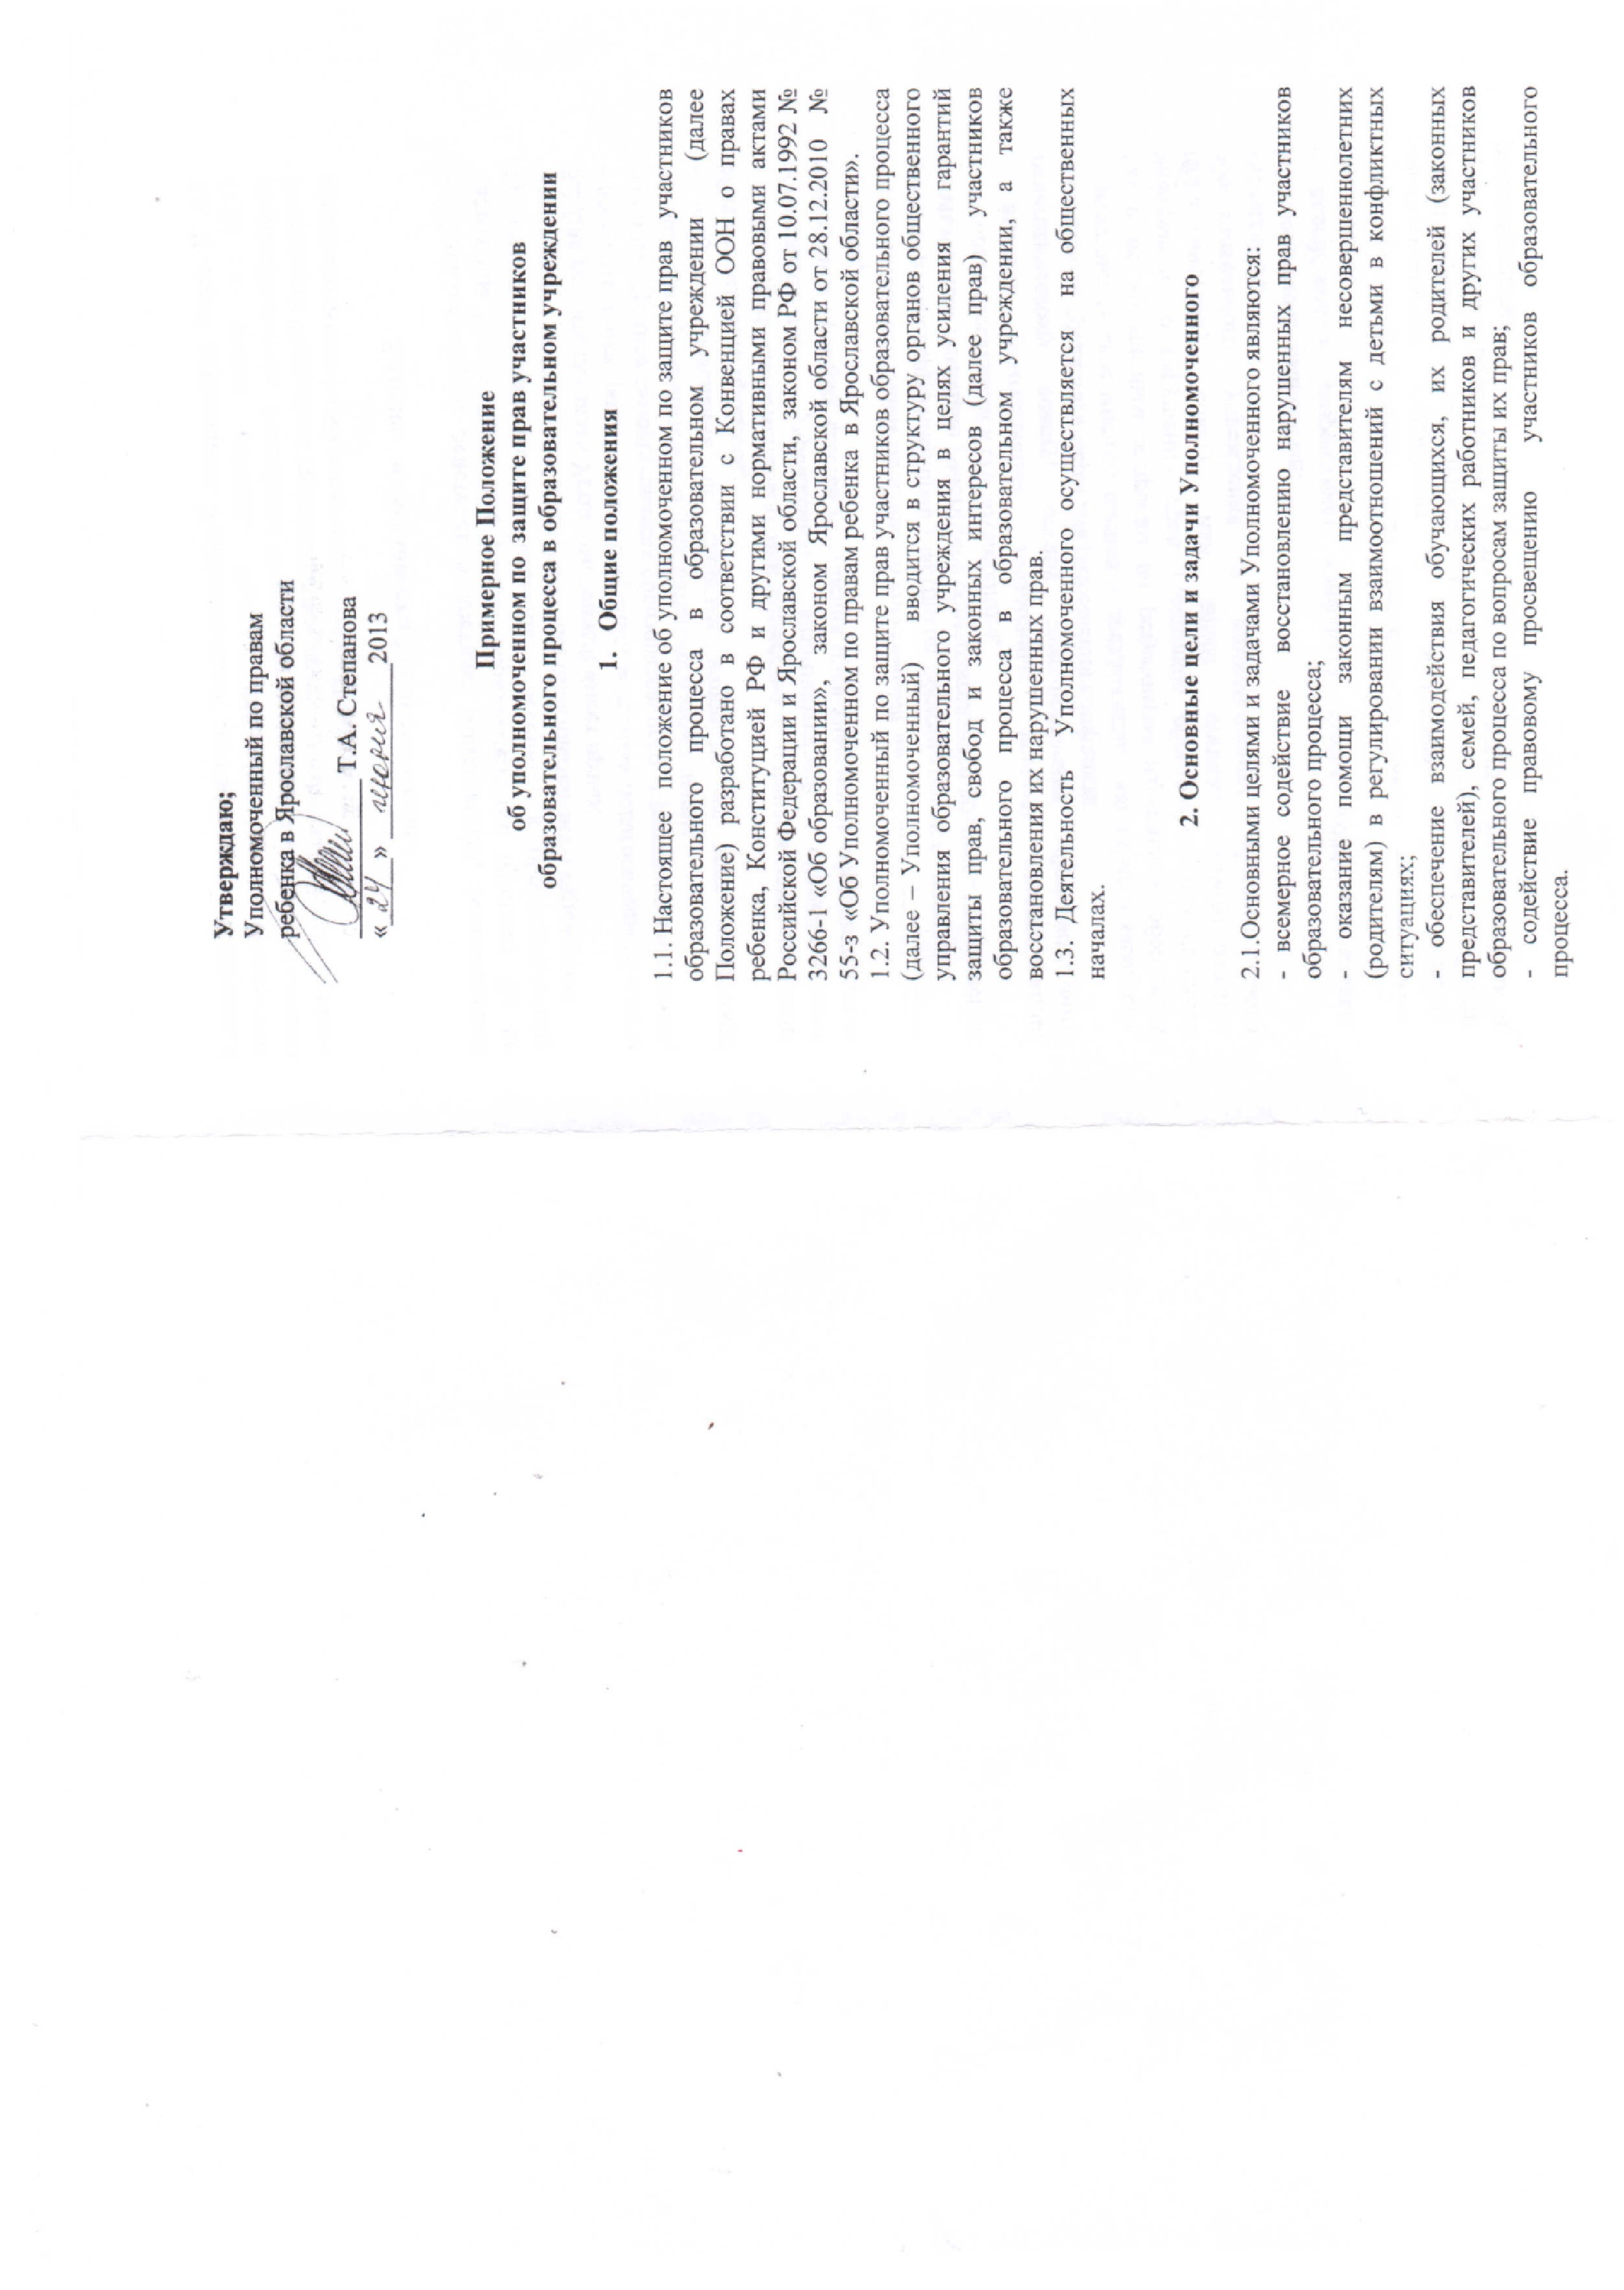 Утверждаю;
Уполномоченный по правам
ребенка в Ярославской области
Т.А. Степанова
« 24 » июня 2013
Примерное Положение
об уполномоченном по защите прав участников
образовательного процесса в образовательном учреждении
1. Общие положения
1.1. Настоящее положение об уполномоченном по защите прав участников
образовательного процесса в образовательном учреждении (далее
Положение) разработано в соответствии с Конвенцией ООН о правах
ребенка, Конституцией РФ и другими нормативными правовыми актами
Российской Федерации и Ярославской области, законом РФ от 10.07.1992 №
3266-1 «Об образовании», законом Ярославской области от 28.12.2010 №
55-з «Об Уполномоченном по правам ребенка в Ярославской области».
1.2. Уполномоченный по защите прав участников образовательного процесса
(далее – Уполномоченный) вводится в структуру органов общественного
управления образовательного учреждения в целях усиления гарантий
защиты прав, свобод и законных интересов (далее прав) участников
образовательного процесса в образовательном учреждении, а также
восстановления их нарушенных прав.
1.3. Деятельность Уполномоченного осуществляется на общественных
началах.
2. Основные цели и задачи Уполномоченного
2.1.Основными целями и задачами Уполномоченного являются:
- всемерное содействие восстановлению нарушенных прав участников
образовательного процесса;
- оказание помощи законным представителям несовершеннолетних
(родителям) в регулировании взаимоотношений с детьми в конфликтных
ситуациях;
- обеспечение взаимодействия обучающихся, их родителей (законных
представителей), семей, педагогических работников и других участников
образовательного процесса по вопросам защиты их прав;
- содействие правовому просвещению участников образовательного
процесса.